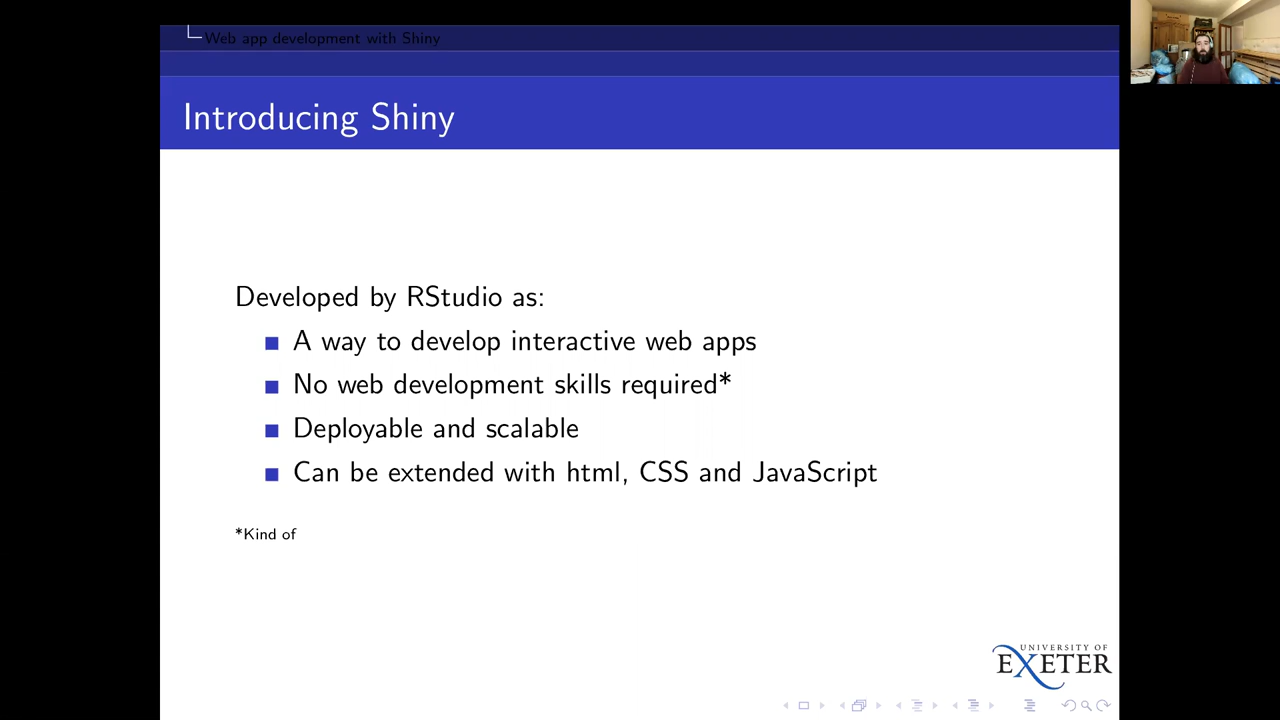 Web app development with Shiny
Introducing Shiny
Developed by RStudio as:
A way to develop interactive web apps
No web development skills required*
Deployable and scalable
Can be extended with html, CSS and JavaScript
*Kind of
UNIVERSITY OF
EXETER